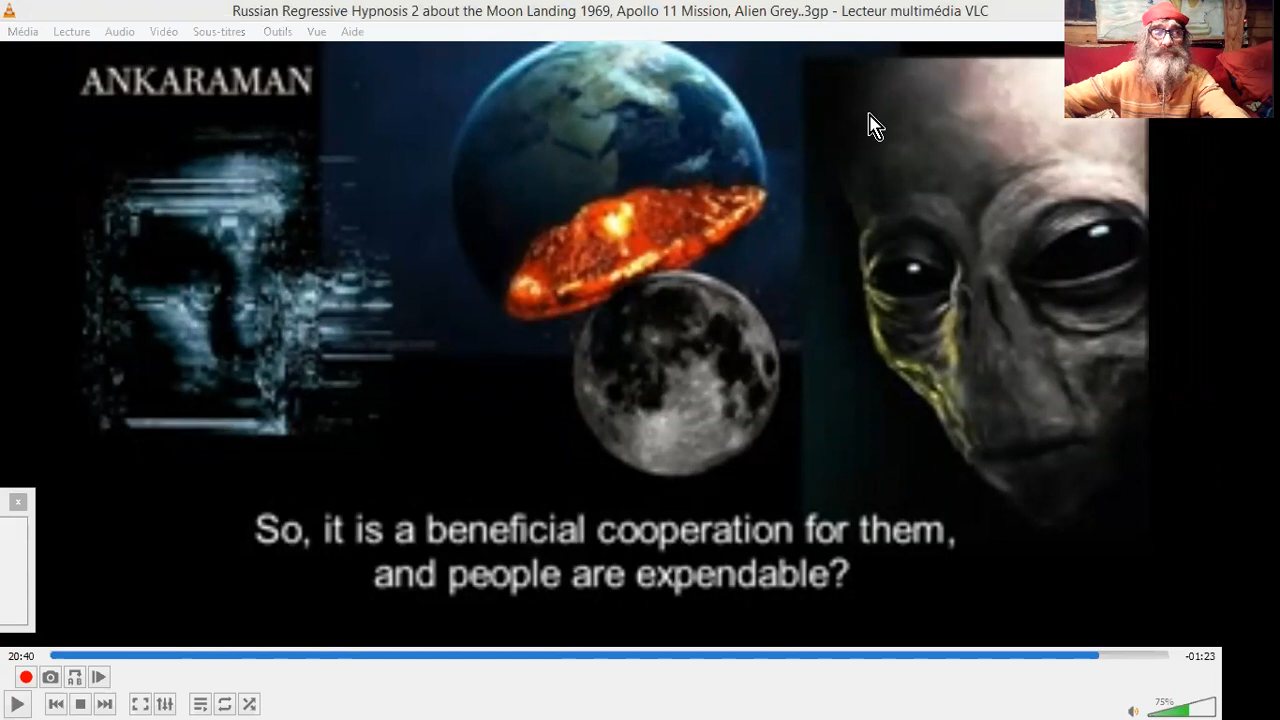 Russian Regressive Hypnosis 2 about the Moon Landing 1969, Apollo 11 Mission, Alien Grey..3gp - Lecteur multimédia VLC
Média Lecture Audio Vidéo Sous-titres Outils Vue Aide
ANKARAMAN
So, it is a beneficial cooperation for them,
and people are expendable?
20:40 -01:23
75%